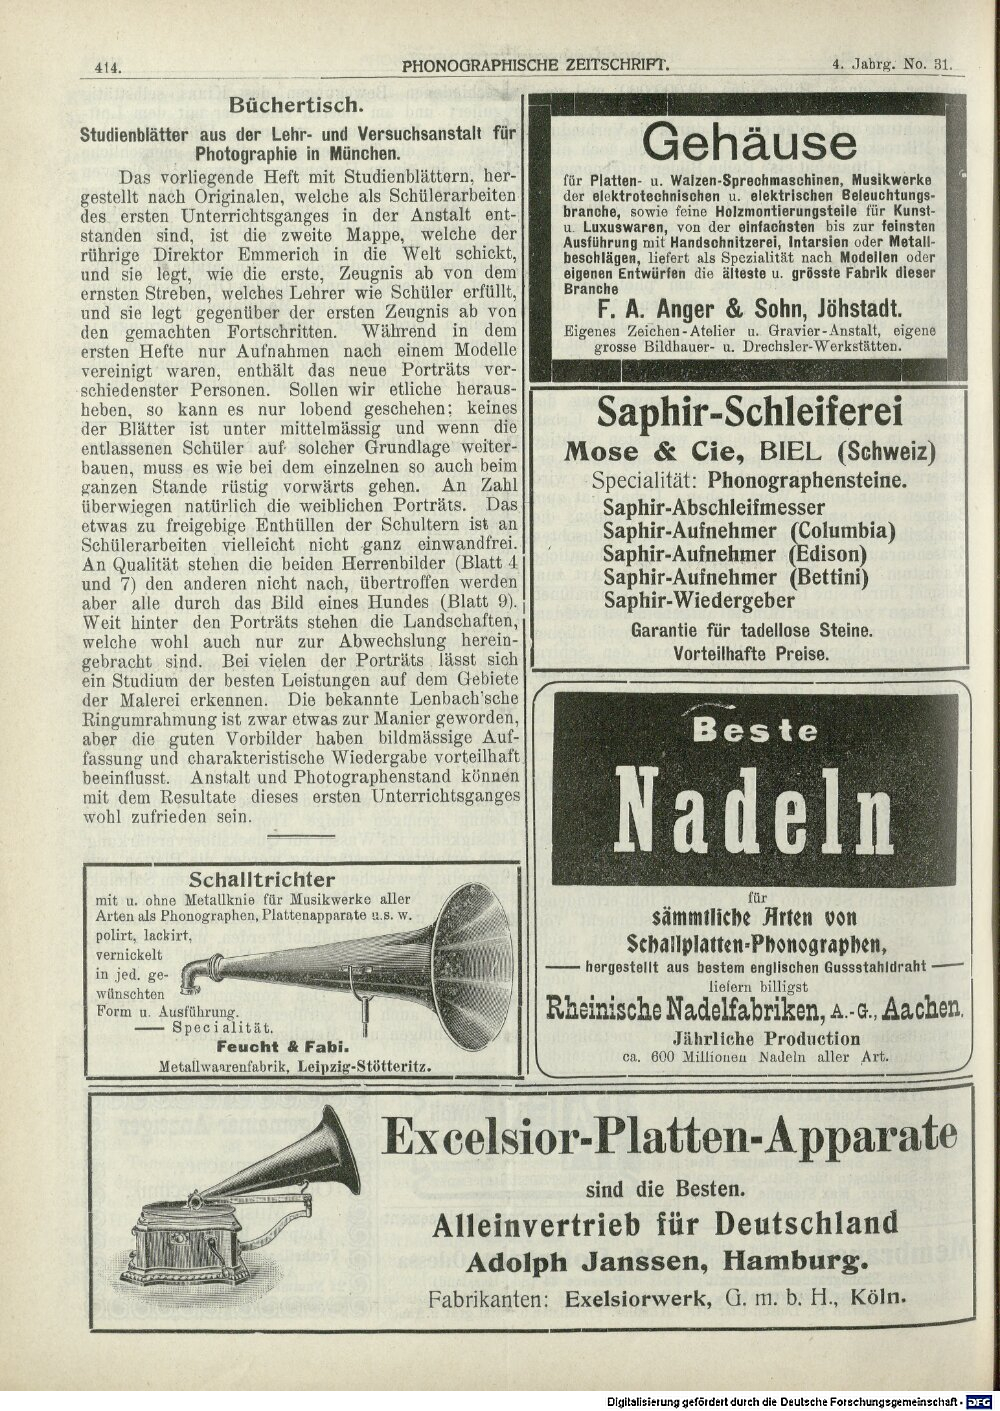 414.
PHONOGRAPHISCHE ZEITSCHRIFT.
4. Jahrg. No. 31.
Büchertisch.
Studienblätter aus der Lehr- und Versuchsanstalt für
Photographie in München.
Das vorliegende Heft mit Studienblättern, her-
gestellt nach Originalen, welche als Schülerarbeiten
des ersten Unterrichtsganges in der Anstalt ent-
standen sind, ist die zweite Mappe, welche der
rührige Direktor Emmerich in die Welt schickt,
und sie legt, wie die erste, Zeugnis ab von dem
ernsten Streben, welches Lehrer wie Schüler erfüllt,
und sie legt gegenüber der ersten Zeugnis ab von
den gemachten Fortschritten. Während in dem
ersten Hefte nur Aufnahmen nach einem Modelle
vereinigt waren, enthält das neue Porträts ver-
schiedenster Personen. Sollen wir etliche heraus-
heben, so kann es nur lobend geschehen; keines
der Blätter ist unter mittelmässig und wenn die
entlassenen Schüler auf solcher Grundlage weiter-
bauen, muss es wie bei dem einzelnen so auch beim
ganzen Stande rüstig vorwärts gehen. An Zahl
überwiegen natürlich die weiblichen Porträts. Das
etwas zu freigebige Enthüllen der Schultern ist an
Schülerarbeiten vielleicht nicht ganz einwandfrei.
An Qualität stehen die beiden Herrenbilder (Blatt 4
und 7) den anderen nicht nach, übertroffen werden
aber alle durch das Bild eines Hundes (Blatt 9).
Weit hinter den Porträts stehen die Landschaften,
welche wohl auch nur zur Abwechslung herein-
gebracht sind. Bei vielen der Porträts lässt sich
ein Studium der besten Leistungen auf dem Gebiete
der Malerei erkennen. Die bekannte Lenbach'sche
Ringumrahmung ist zwar etwas zur Manier geworden,
aber die guten Vorbilder haben bildmässige Auf-
fassung und charakteristische Wiedergabe vorteilhaft
beeinflusst. Anstalt und Photographenstand können
mit dem Resultate dieses ersten Unterrichtsganges
wohl zufrieden sein.
Schalltrichter
mit u. ohne Metallknie für Musikwerke aller
Arten als Phonographen, Plattenapparate u. s. w.
polirt, lackirt,
vernickelt
in jed. ge-
wünschten
Form u. Ausführung.
Specialität.
Feucht & Fabi.
Metallwaarenfabrik, Leipzig-Stötteritz.
Gehäuse
für Platten- u. Walzen-Sprechmaschinen, Musikwerke
der elektrotechnischen u. elektrischen Beleuchtungs-
branche, sowie feine Holzmontierungsteile für Kunst-
u. Luxuswaren, von der einfachsten bis zur feinsten
Ausführung mit Handschnitzerei, Intarsien oder Metall-
beschlägen, liefert als Spezialität nach Modellen oder
eigenen Entwürfen die älteste u. grösste Fabrik dieser
Branche
F. A. Anger & Sohn, Jöhstadt.
Eigenes Zeichen-Atelier u. Gravier-Anstalt, eigene
grosse Bildhauer- u. Drechsler-Werkstätten.
Saphir-Schleiferei
Mose & Cie, BIEL (Schweiz)
Specialität: Phonographensteine.
Saphir-Abschleifmesser
Saphir-Aufnehmer (Columbia)
Saphir-Aufnehmer (Edison)
Saphir-Aufnehmer (Bettini)
Saphir-Wiedergeber
Garantie für tadellose Steine.
Vorteilhafte Preise.
Beste
Nadeln
für
sämmtliche Arten von
Schallplatten-Phonographen,
hergestellt aus bestem englischen Gussstahldraht
liefern billigst
Rheinische Nadelfabriken, A.-G., Aachen.
Jährliche Production
ca. 600 Millionen Nadeln aller Art.
Excelsior-Platten-Apparate
sind die Besten.
Alleinvertrieb für Deutschland
Adolph Janssen, Hamburg.
Fabrikanten: Exelsiorwerk, G. m. b. H., Köln.
Digitalisierung gefördert durch die Deutsche Forschungsgemeinschaft - DFG